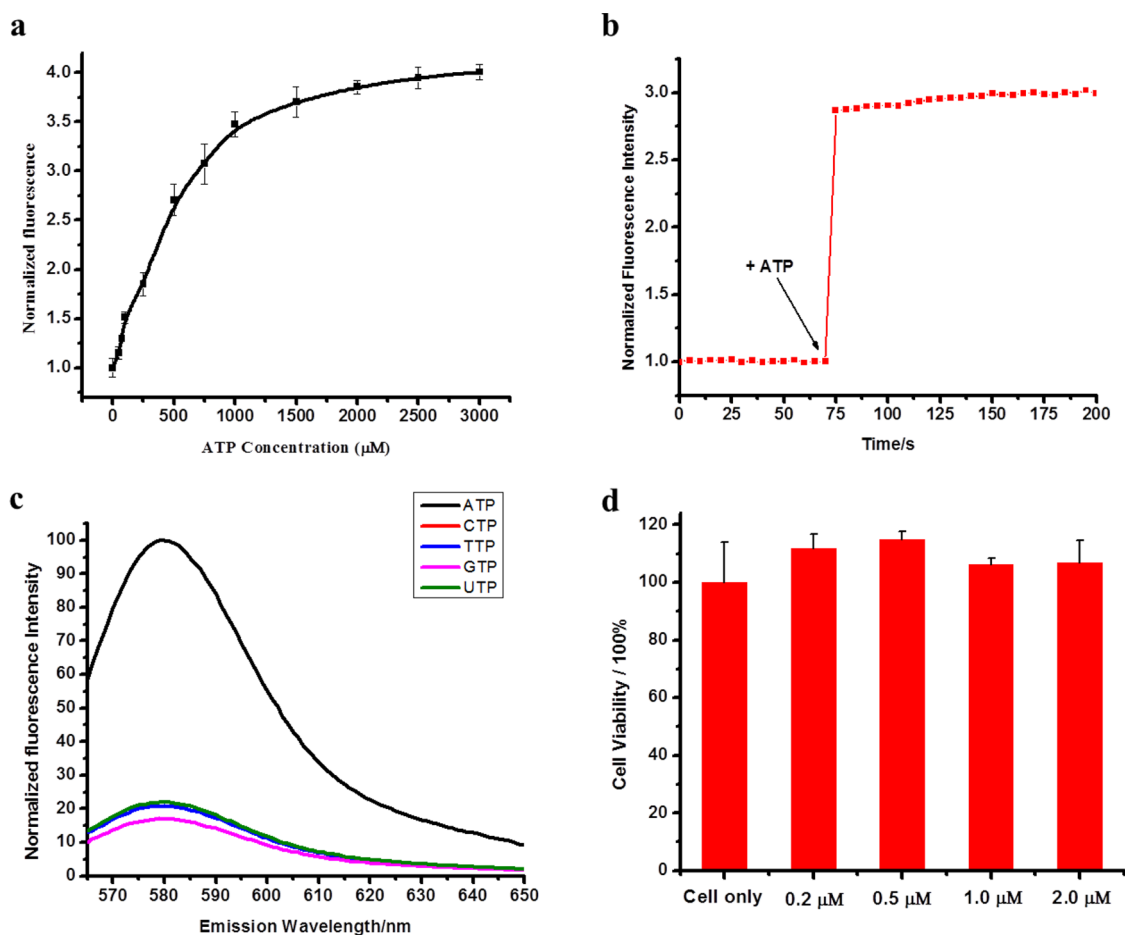 a
4.0
3.5
3.0
2.5
2.0
1.5
1.0
Normalized fluorescence
0 500 1000 1500 2000 2500 3000
ATP Concentration (μM)
b
3.0
2.5
2.0
1.5
1.0
Normalized Fluorescence Intensity
+ ATP
0 25 50 75 100 125 150 175 200
Time/s
c
ATP
CTP
TTP
GTP
UTP
100
90
80
70
60
50
40
30
20
10
0
Normalized fluorescence Intensity
570 580 590 600 610 620 630 640 650
Emission Wavelength/nm
d
120
100
80
60
40
20
0
Cell Viability / 100%
Cell only 0.2 μM 0.5 μM 1.0 μM 2.0 μM